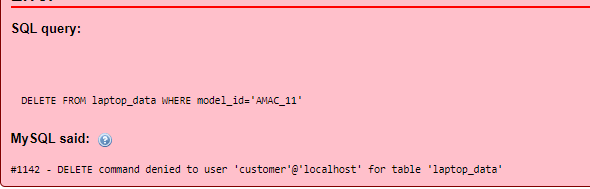 SQL query:
DELETE FROM laptop_data WHERE model_id='AMAC_11'
MySQL said:
#1142 - DELETE command denied to user 'customer'@'localhost' for table 'laptop_data'